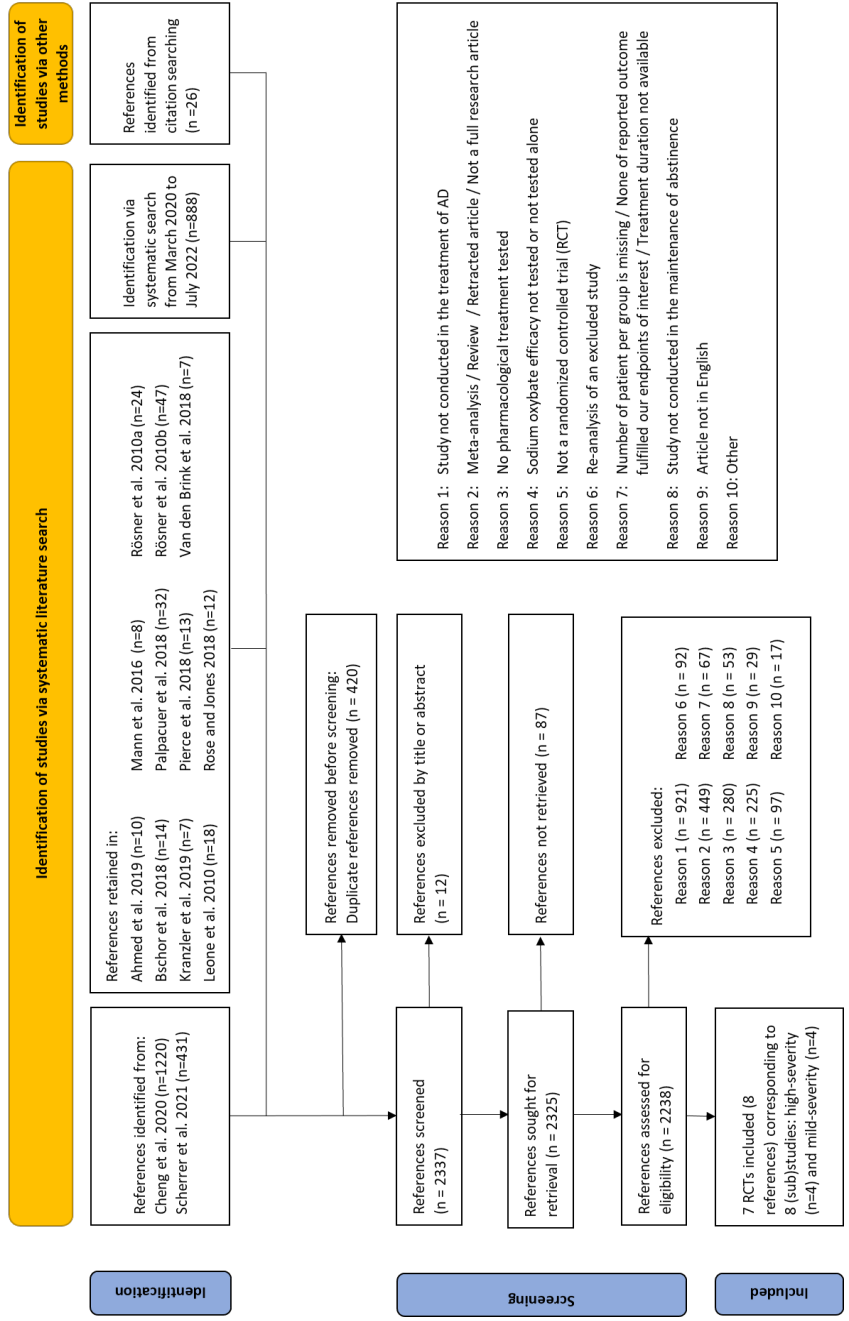 Identification of studies via systematic literature search
Identification of
studies via other
methods
Identification
References identified from:
Cheng et al. 2020 (n=1220)
Scherrer et al. 2021 (n=431)
References retained in:
Ahmed et al. 2019 (n=10)
Bschor et al. 2018 (n=14)
Kranzler et al. 2019 (n=7)
Leone et al. 2010 (n=18)
Mann et al. 2016 (n=8)
Palpacuer et al. 2018 (n=32)
Pierce et al. 2018 (n=13)
Rose and Jones 2018 (n=12)
Rösner et al. 2010a (n=24)
Rösner et al. 2010b (n=47)
Van den Brink et al. 2018 (n=7)
Identification via
systematic search
from March 2020 to
July 2022 (n=888)
References
identified from
citation searching
(n =26)
References removed before screening:
Duplicate references removed (n = 420)
Screening
References screened
(n = 2337)
References excluded by title or abstract
(n = 12)
References sought for
retrieval (n = 2325)
References not retrieved (n = 87)
References assessed for
eligibility (n = 2238)
References excluded:
Reason 1 (n = 921)
Reason 2 (n = 449)
Reason 3 (n = 280)
Reason 4 (n = 225)
Reason 5 (n = 97)
Reason 6 (n = 92)
Reason 7 (n = 67)
Reason 8 (n = 53)
Reason 9 (n = 29)
Reason 10 (n = 17)
Reason 1: Study not conducted in the treatment of AD
Reason 2: Meta-analysis / Review / Retracted article / Not a full research article
Reason 3: No pharmacological treatment tested
Reason 4: Sodium oxybate efficacy not tested or not tested alone
Reason 5: Not a randomized controlled trial (RCT)
Reason 6: Re-analysis of an excluded study
Reason 7: Number of patient per group is missing / None of reported outcome
fulfilled our endpoints of interest / Treatment duration not available
Reason 8: Study not conducted in the maintenance of abstinence
Reason 9: Article not in English
Reason 10: Other
Included
7 RCTs included (8
references) corresponding to
8 (sub)studies: high-severity
(n=4) and mild-severity (n=4)